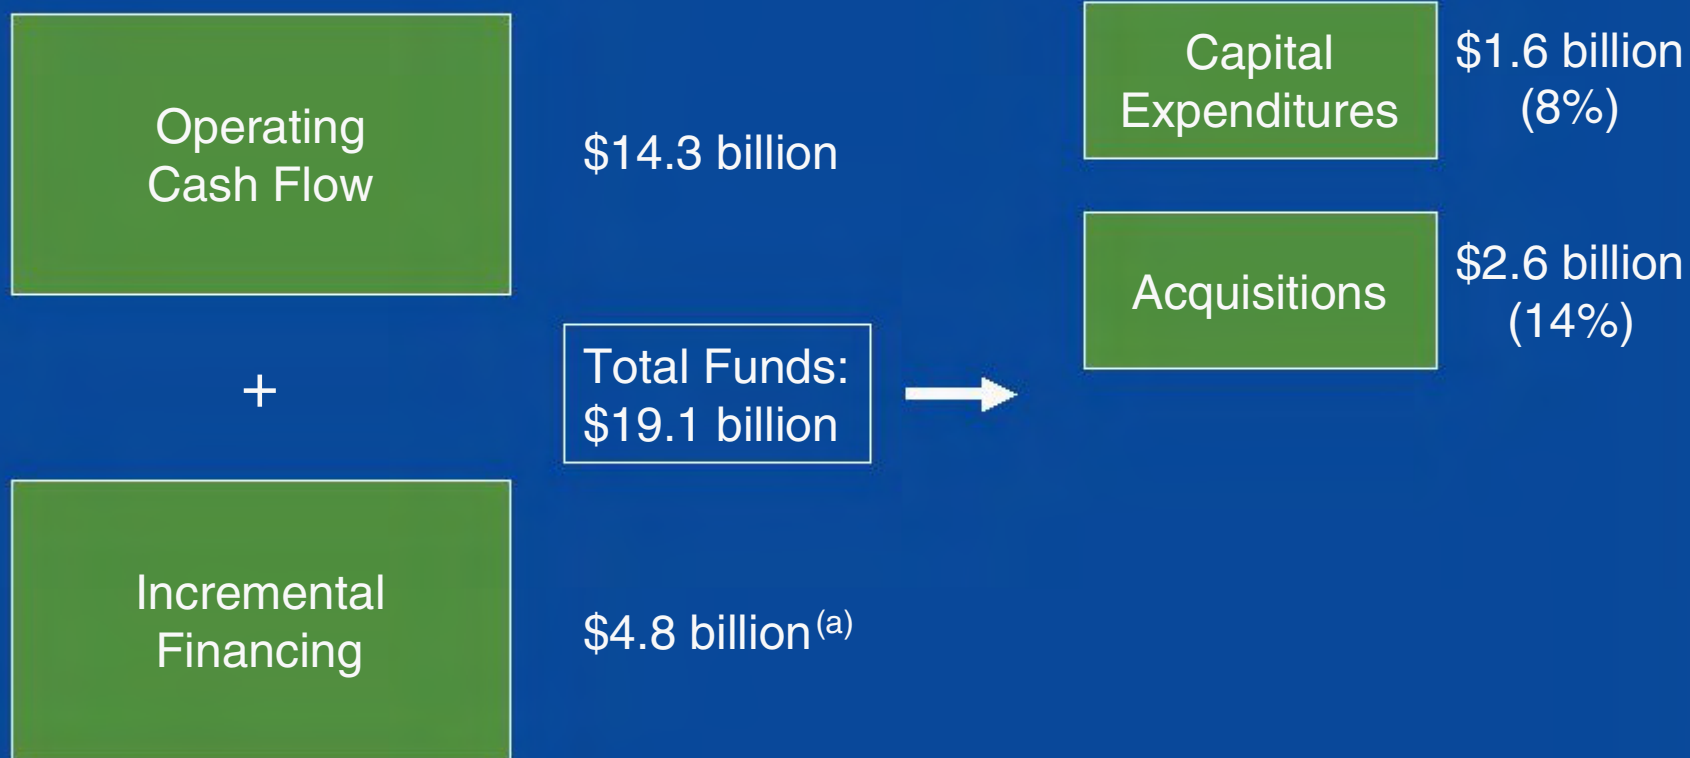 Operating
Cash Flow
$14.3 billion
+
Total Funds:
$19.1 billion
Incremental
Financing
$4.8 billion (a)
Capital
Expenditures
$1.6 billion
(8%)
Acquisitions
$2.6 billion
(14%)